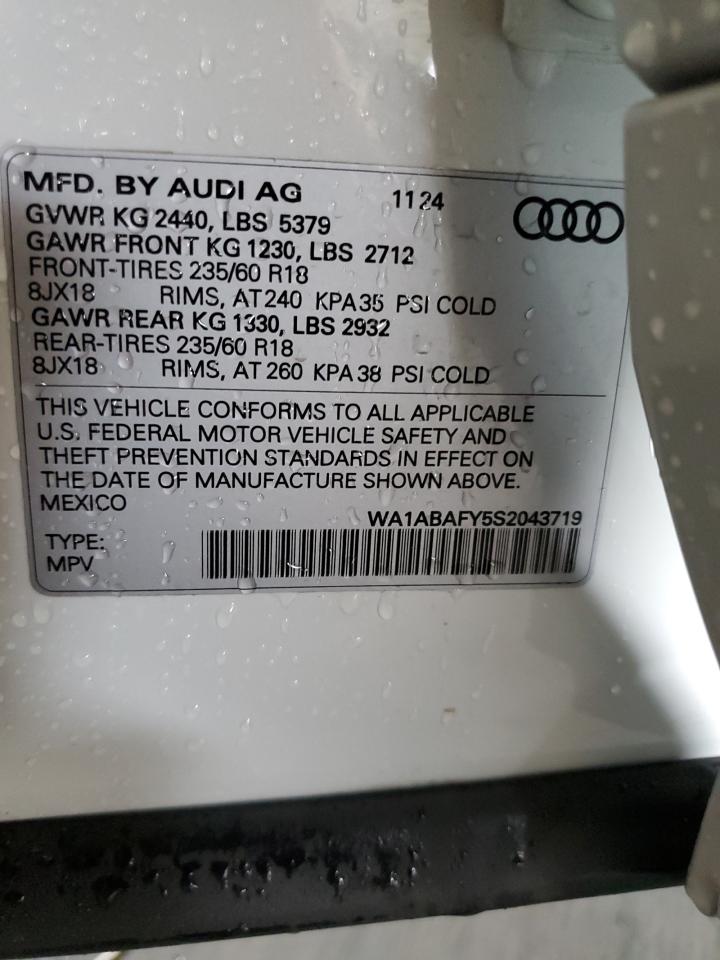 MFD. BY AUDI AG 1124
GVWR KG 2440, LBS 5379
GAWR FRONT KG 1230, LBS 2712
FRONT-TIRES 235/60 R18
8JX18 RIMS, AT 240 KPA 35 PSI COLD
GAWR REAR KG 1330, LBS 2932
REAR-TIRES 235/60 R18
8JX18 RIMS, AT 260 KPA 38 PSI COLD
THIS VEHICLE CONFORMS TO ALL APPLICABLE
U.S. FEDERAL MOTOR VEHICLE SAFETY AND
THEFT PREVENTION STANDARDS IN EFFECT ON
THE DATE OF MANUFACTURE SHOWN ABOVE.
MEXICO
WA1ABAFY5S2043719
TYPE:
MPV